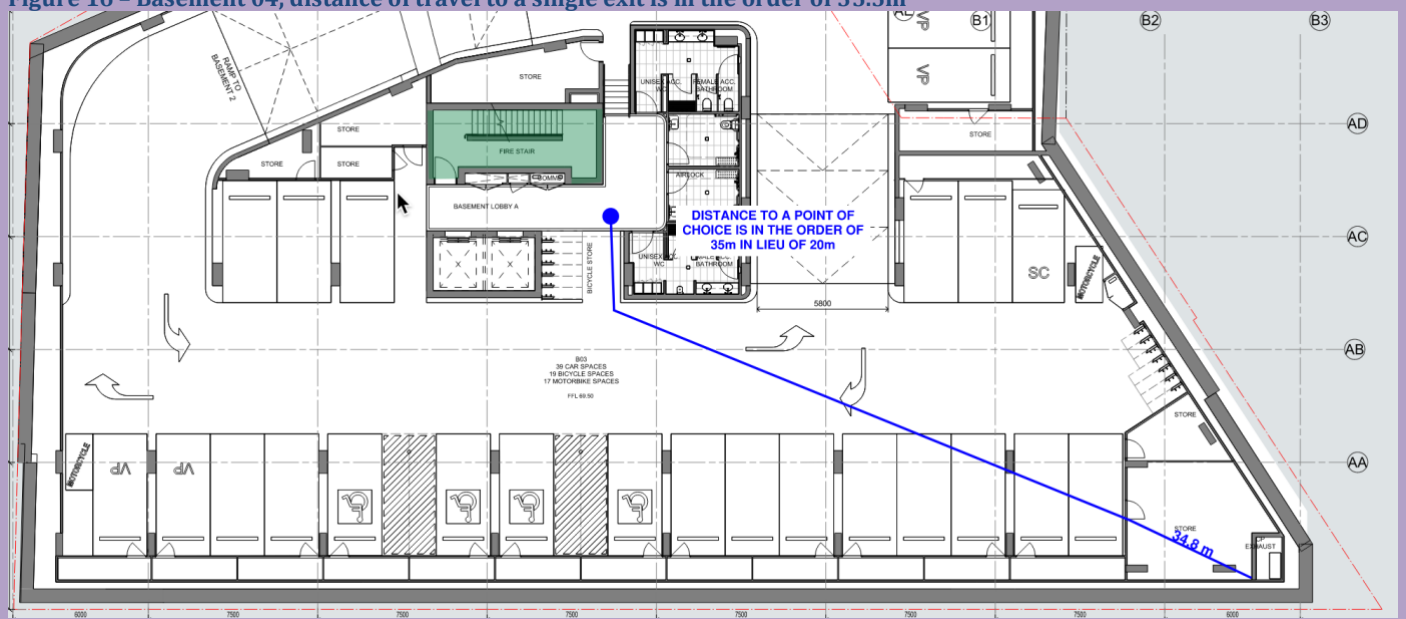 Figure 16 – Basement 04, distance of travel to a single exit is in the order of 35.5m
B1
B2
B3
VP
VP
RAMP TO
BASEMENT 2
STORE
UNISEX ACC.
WC
FEMALE ACC.
BATHROOM
AD
STORE
STORE
STORE
STORE
FIRE STAIR
COMMS
AIRLOCK
BASEMENT LOBBY A
DISTANCE TO A POINT OF
CHOICE IS IN THE ORDER OF
35m IN LIEU OF 20m
AC
BICYCLE STORE
X
X
UNISEX
WC
MALE ACC.
BATHROOM
SC
MOTORCYCLE
5800
AB
B03
39 CAR SPACES
19 BICYCLE SPACES
17 MOTORBIKE SPACES
FFL 69.50
STORE
MOTORCYCLE
VP
VP
AA
STORE
34.8 m
EXHAUST
6000
7500
7500
7500
7500
7500
6000